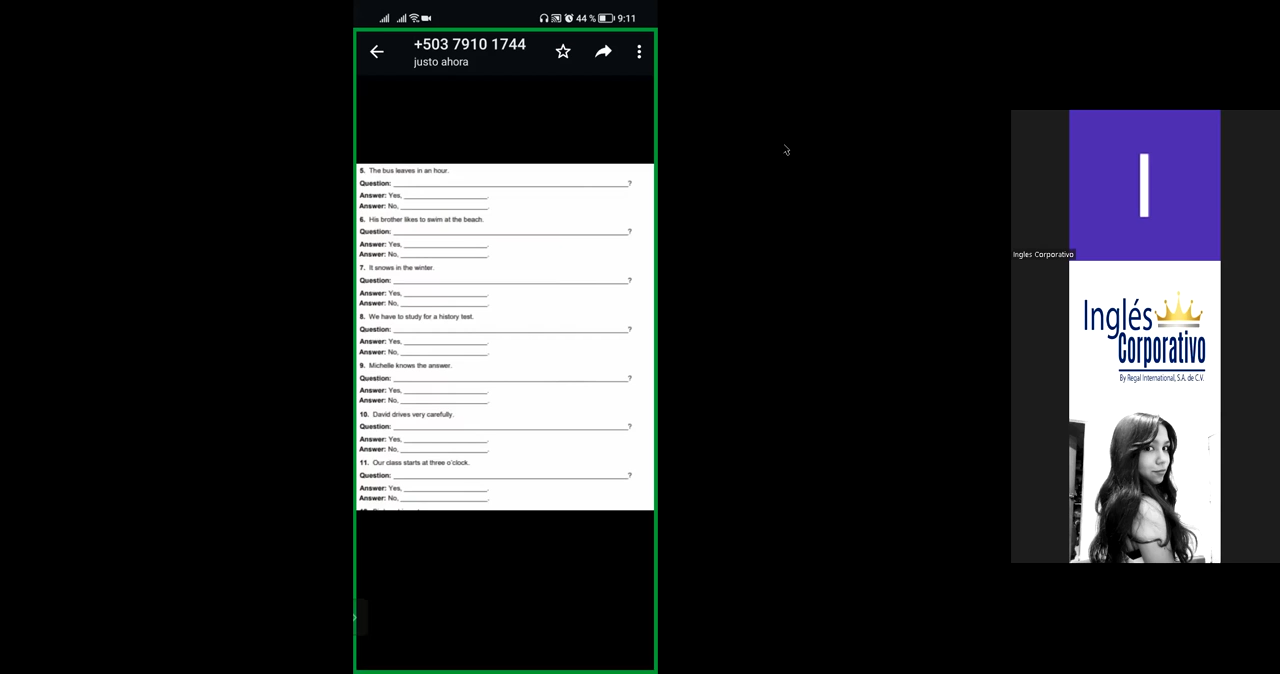 44 % 9:11
+503 7910 1744
justo ahora
5. The bus leaves in an hour.
Question: ?
Answer: Yes, .
Answer: No, .
6. His brother likes to swim at the beach.
Question: ?
Answer: Yes, .
Answer: No, .
7. It snows in the winter.
Question: ?
Answer: Yes, .
Answer: No, .
8. We have to study for a history test.
Question: ?
Answer: Yes, .
Answer: No, .
9. Michelle knows the answer.
Question: ?
Answer: Yes, .
Answer: No, .
10. David drives very carefully.
Question: ?
Answer: Yes, .
Answer: No, .
11. Our class starts at three o'clock.
Question: ?
Answer: Yes, .
Answer: No, .
I
Ingles Corporativo
Inglés
Corporativo
By Regal International, S.A. de C.V.